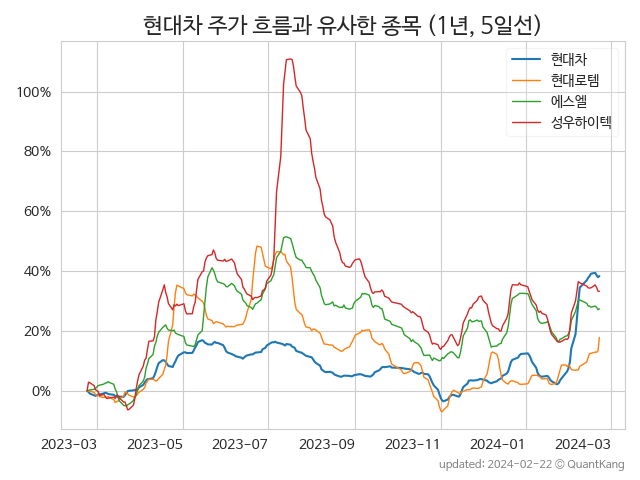 현대차 주가 흐름과 유사한 종목 (1년, 5일선)
현대차
현대로템
에스엘
성우하이텍
100%
80%
60%
40%
20%
0%
2023-03 2023-05 2023-07 2023-09 2023-11 2024-01 2024-03
updated: 2024-02-22 © QuantKang